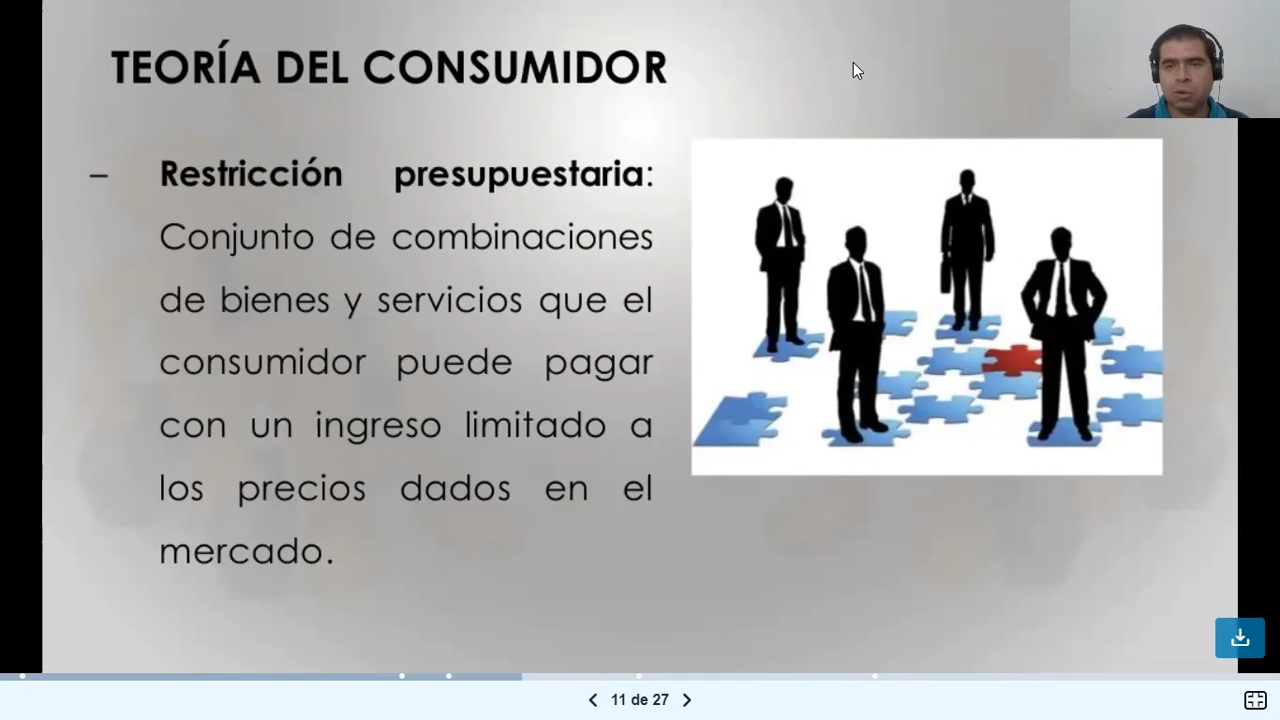 TEORÍA DEL CONSUMIDOR
– Restricción presupuestaria:
Conjunto de combinaciones
de bienes y servicios que el
consumidor puede pagar
con un ingreso limitado a
los precios dados en el
mercado.
11 de 27